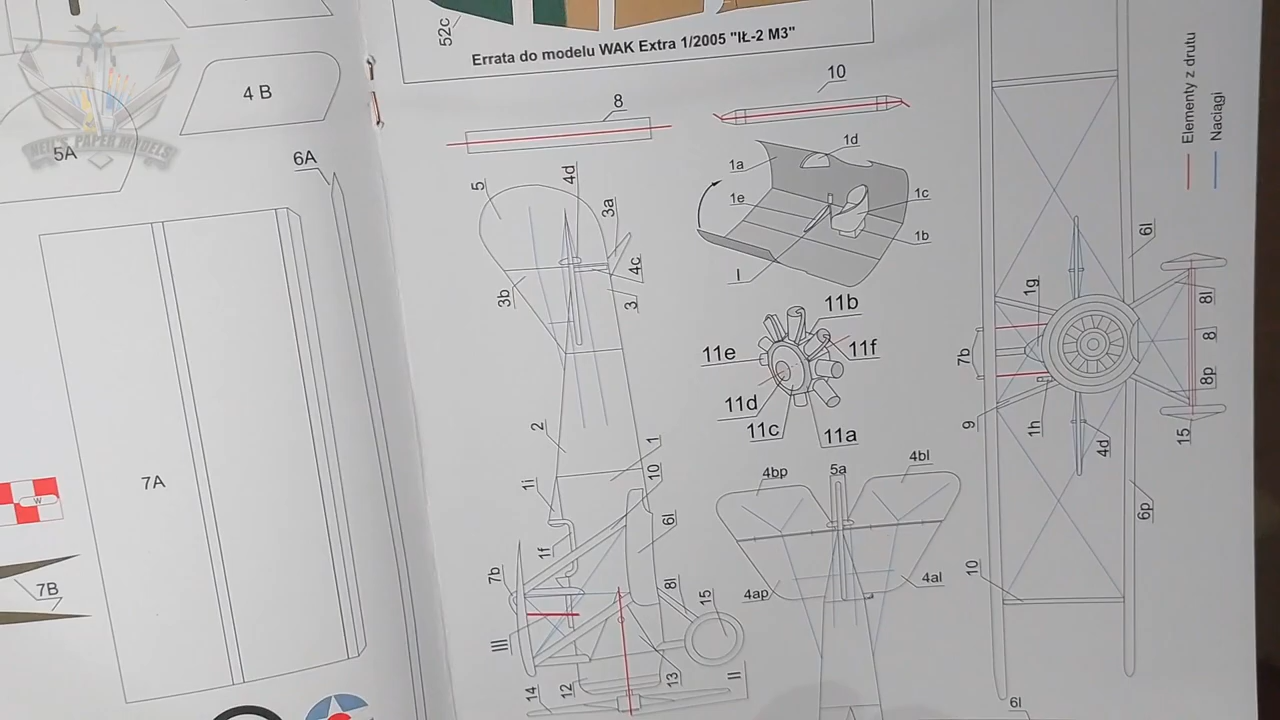 52c
Errata do modelu WAK Extra 1/2005 "IŁ-2 M3"
4 B
5A
6A
7A
W
7B
NEIL'S PAPER MODELS
8
10
5
4d
3a
4c
3b
3
2
1
10
1i
6l
1f
7b
8l
15
III
14
12
13
II
1a
1d
1e
1c
1b
I
11b
11e
11f
11d
11c
11a
4bp
5a
4bl
4ap
4al
Elementy z drutu
Naciągi
6l
1g
8l
7b
8
8p
9
1h
4d
15
6p
10
6l